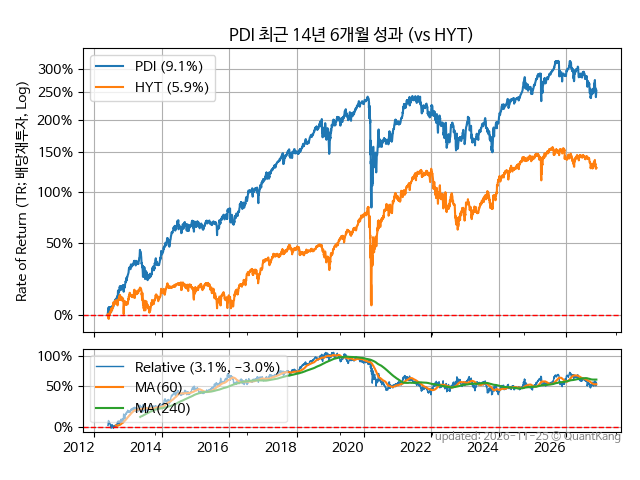 PDI 최근 14년 6개월 성과 (vs HYT)
Rate of Return (TR: 배당재투자, Log)
300%
250%
200%
150%
100%
50%
0%
PDI (9.1%)
HYT (5.9%)
100%
50%
0%
Relative (3.1%, -3.0%)
MA(60)
MA(240)
2012 2014 2016 2018 2020 2022 2024 2026
updated: 2026-11-25 © QuantKang